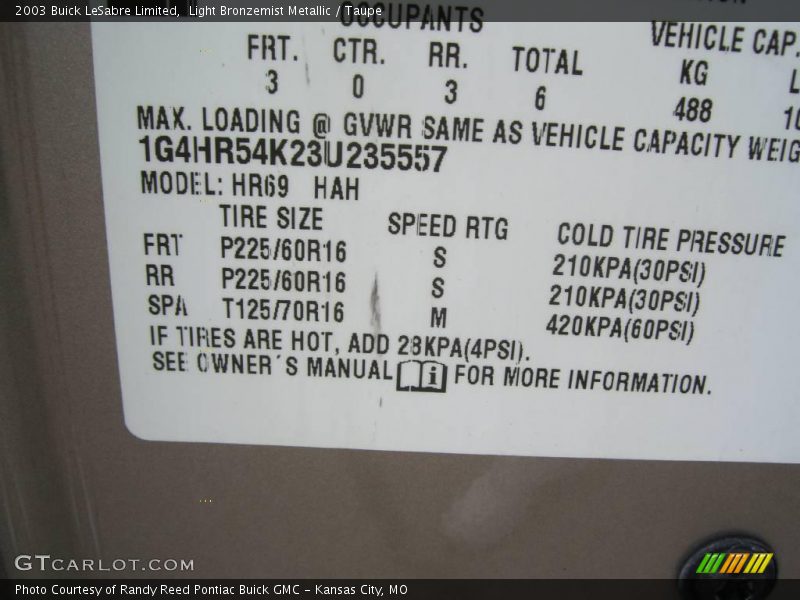 2003 Buick LeSabre Limited, Light Bronzemist Metallic / Taupe
OCCUPANTS
VEHICLE CAP.
FRT. CTR. RR. TOTAL KG
3 0 3 6 488
MAX. LOADING @ GVWR SAME AS VEHICLE CAPACITY
1G4HR54K23U235557
MODEL: HR69 HAH
TIRE SIZE SPEED RTG COLD TIRE PRESSURE
FRT P225/60R16 S 210KPA(30PSI)
RR P225/60R16 S 210KPA(30PSI)
SPA T125/70R16 M 420KPA(60PSI)
IF TIRES ARE HOT, ADD 28KPA(4PSI).
SEE OWNER'S MANUAL i FOR MORE INFORMATION.
GTCARLOT.COM
Photo Courtesy of Randy Reed Pontiac Buick GMC – Kansas City, MO